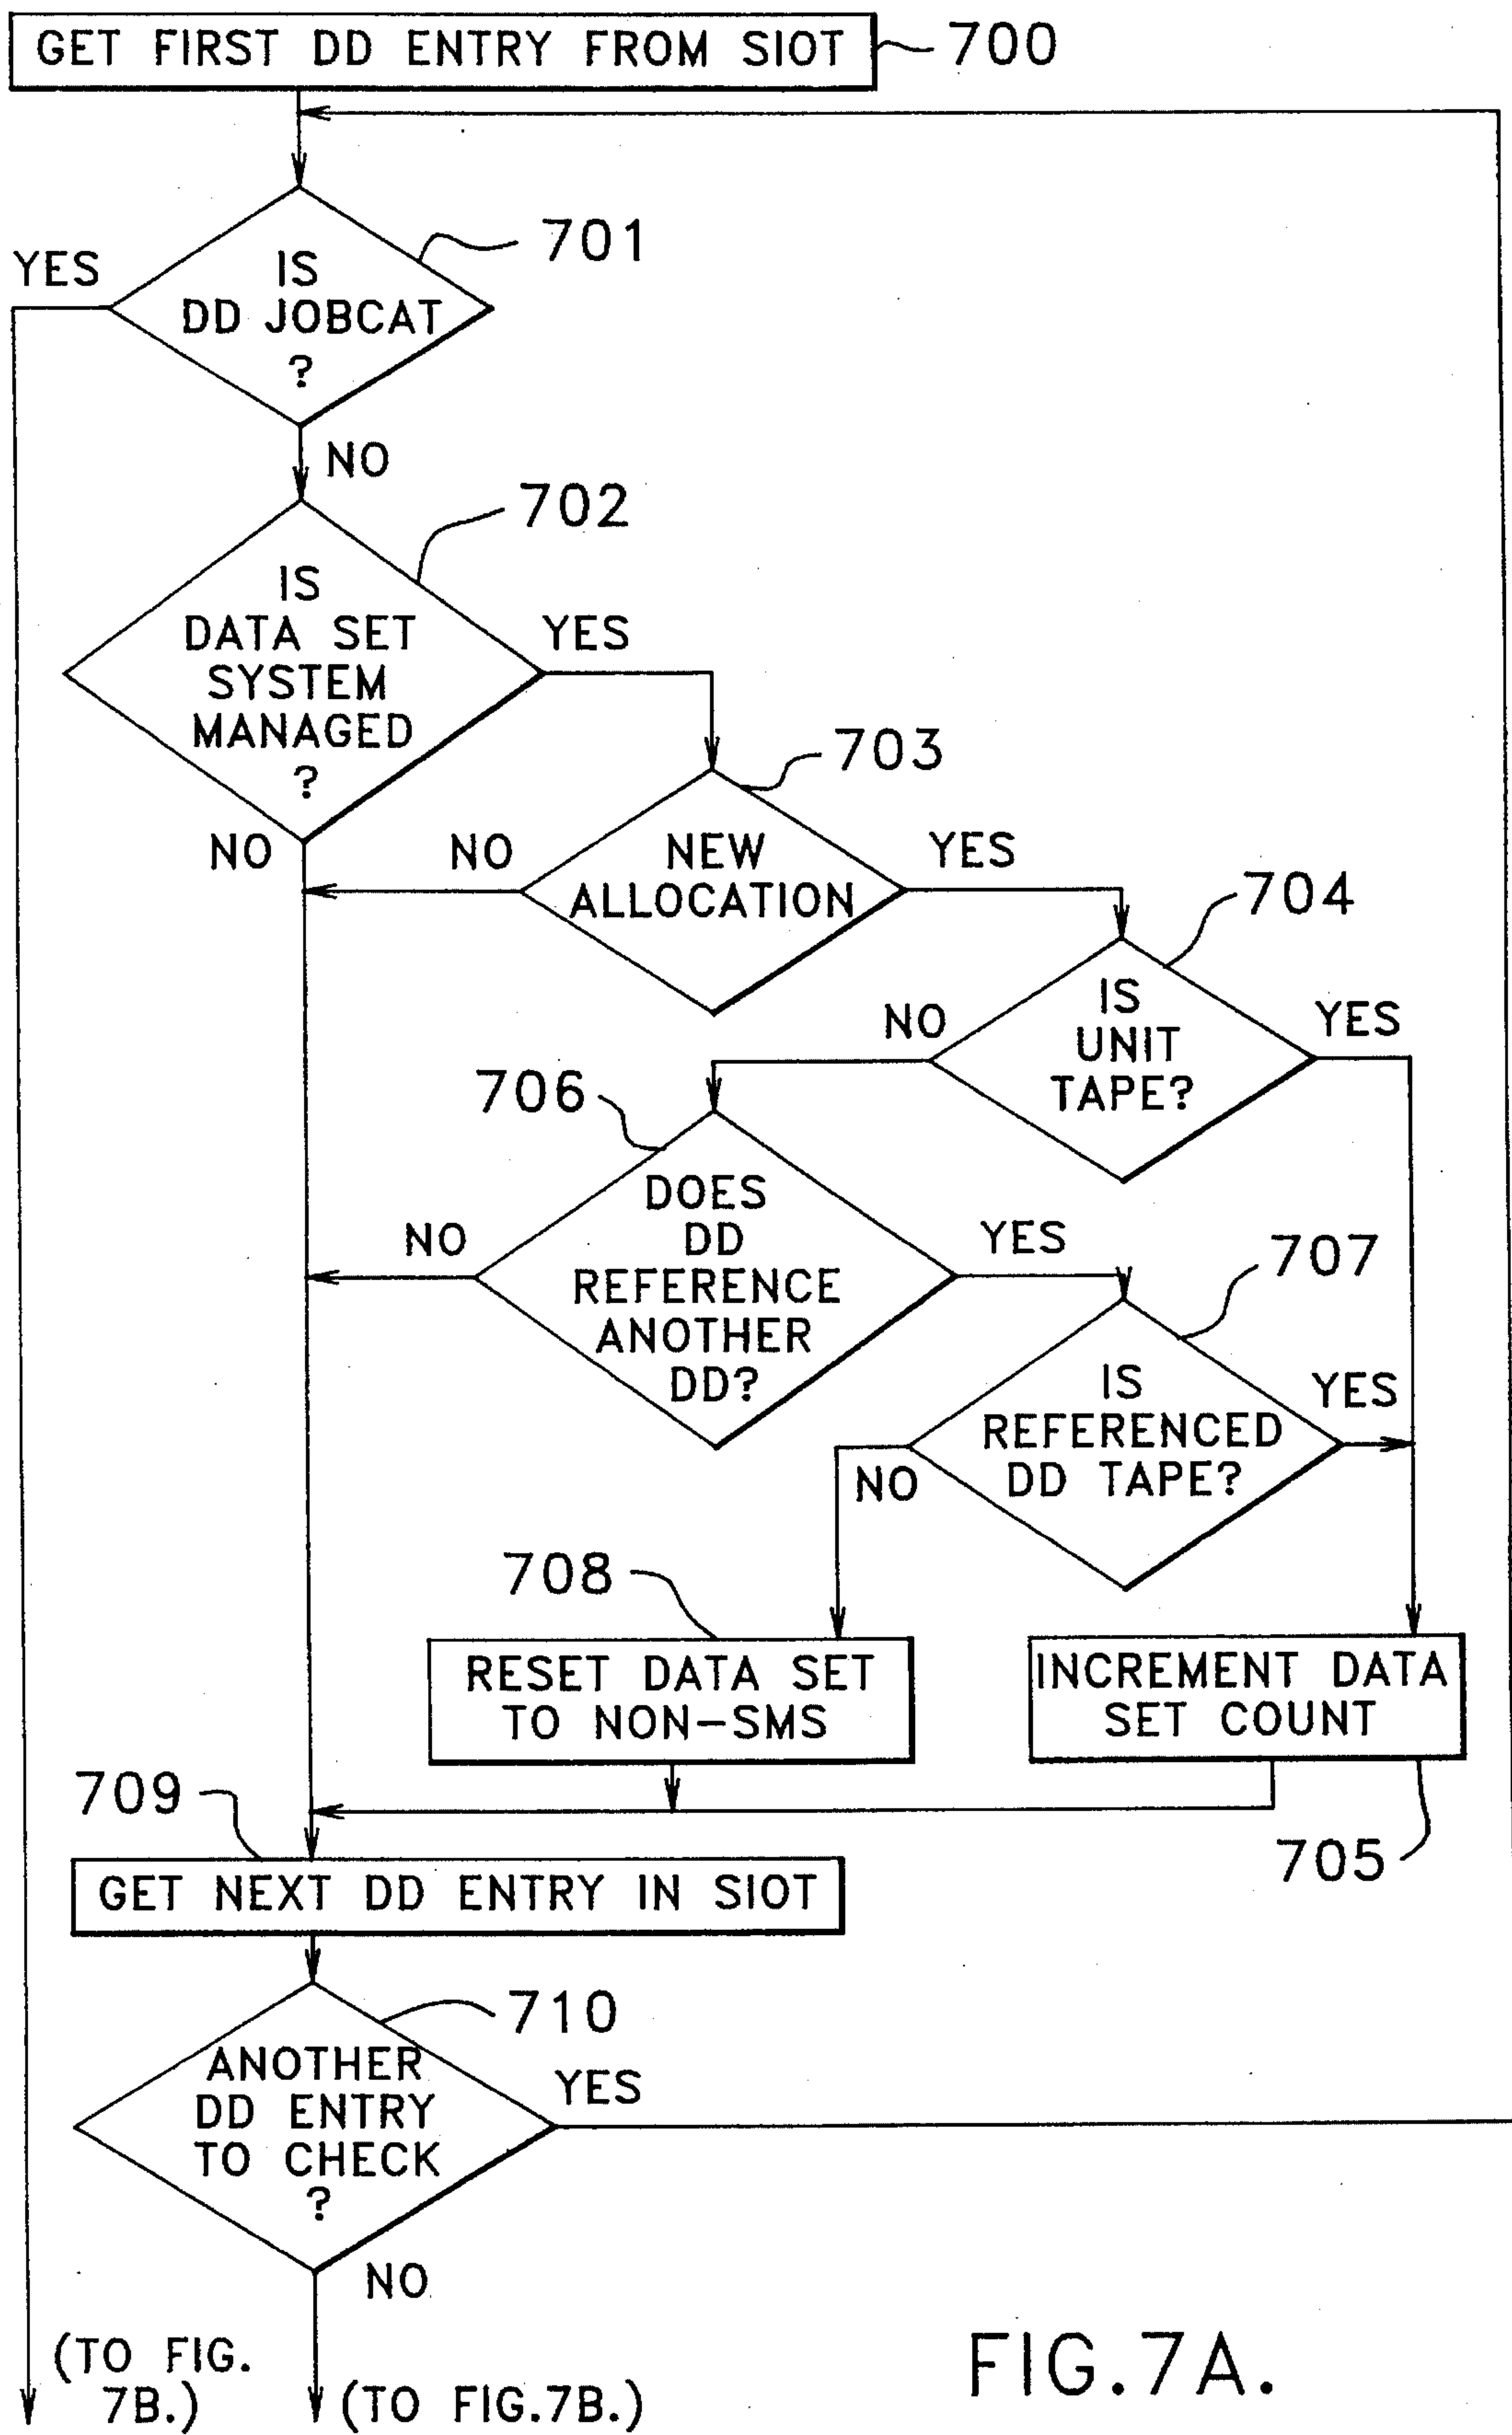 GET FIRST DD ENTRY FROM SIOT
700
701
YES
IS
DD JOBCAT
?
NO
702
IS
DATA SET
SYSTEM
MANAGED
?
YES
NO
703
NEW
ALLOCATION
NO
YES
704
IS
UNIT
TAPE?
NO
YES
706
DOES
DD
REFERENCE
ANOTHER
DD?
NO
YES
707
IS
REFERENCED
DD TAPE?
YES
NO
708
RESET DATA SET
TO NON-SMS
INCREMENT DATA
SET COUNT
705
709
GET NEXT DD ENTRY IN SIOT
710
ANOTHER
DD ENTRY
TO CHECK
?
YES
NO
(TO FIG.
7B.)
(TO FIG.7B.)
FIG.7A.